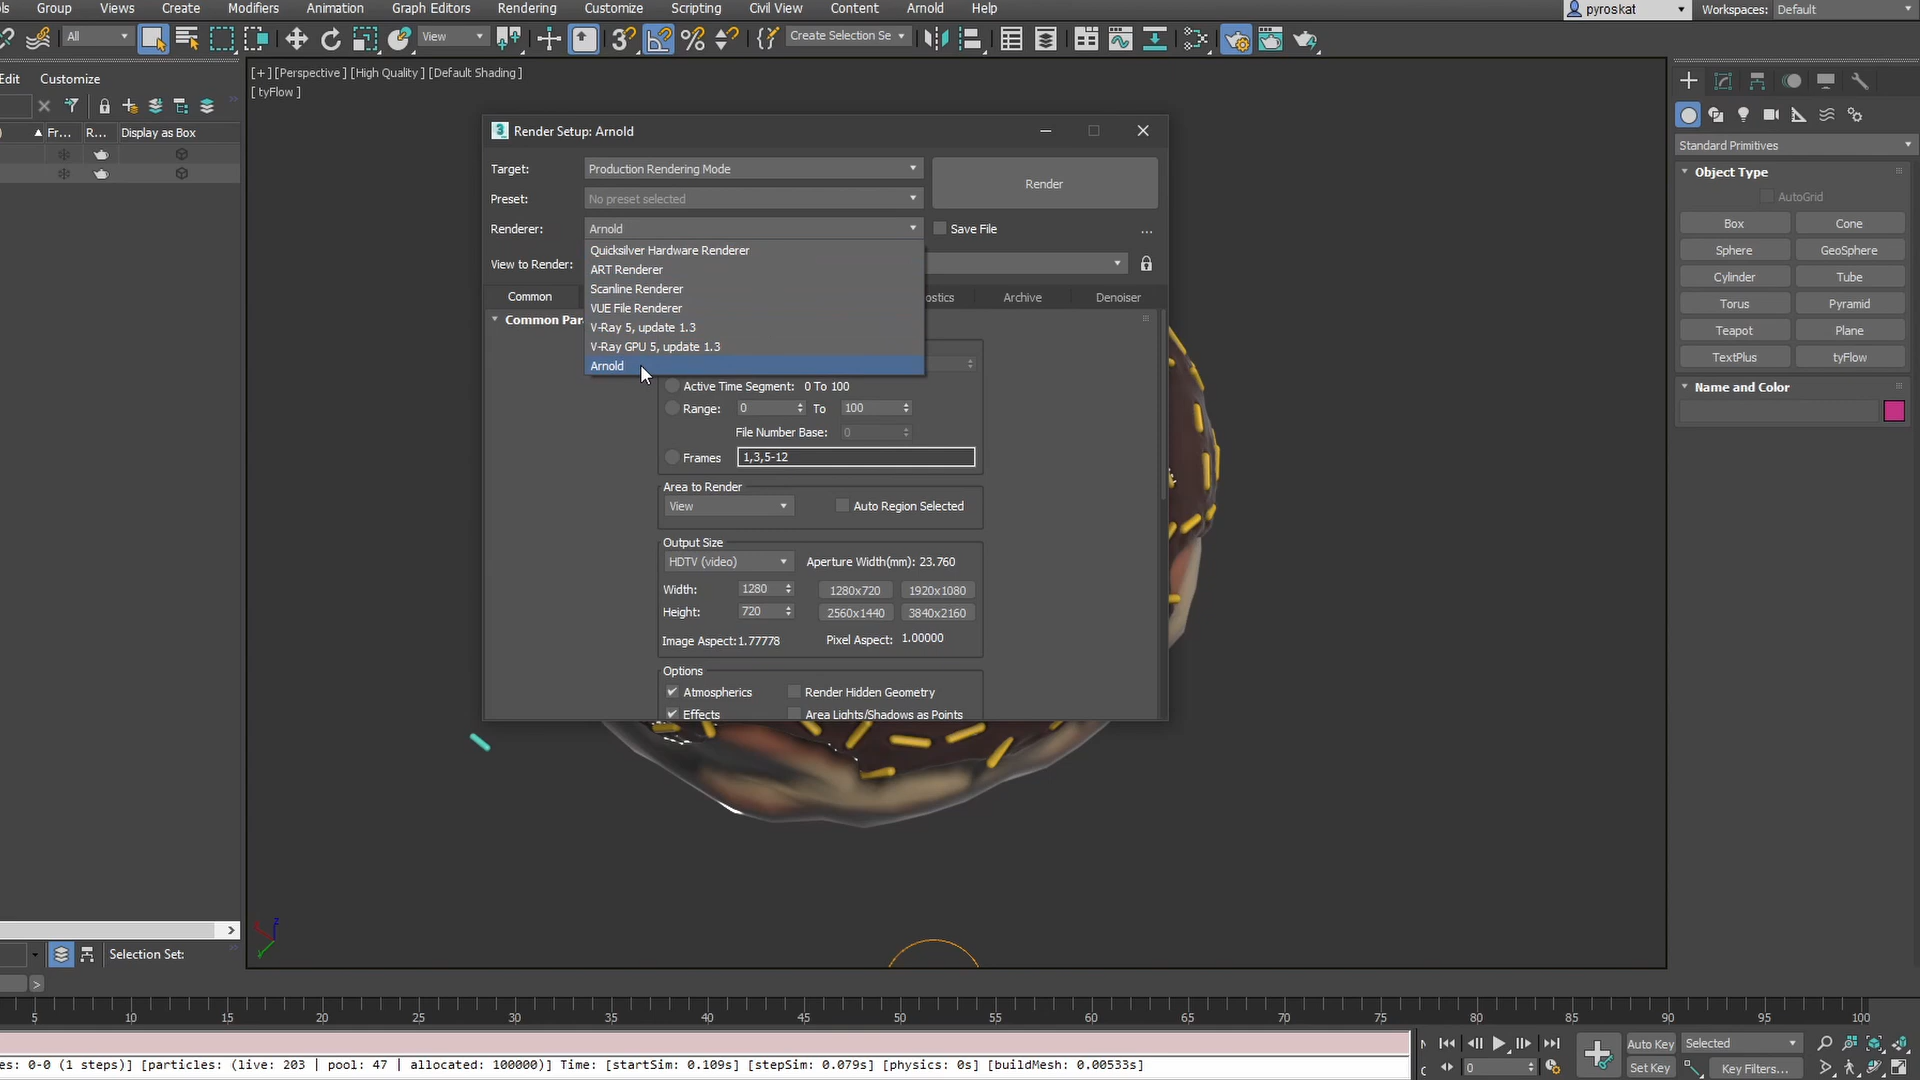 Group Views Create Modifiers Animation Graph Editors Rendering Customize Scripting Civil View Content Arnold Help
pyroskat Workspaces: Default
All View Create Selection Se
Edit Customize
[+] [Perspective] [High Quality] [Default Shading]
[ tyFlow ]
Fr... R... Display as Box
3 Render Setup: Arnold
Target: Production Rendering Mode
Render
Preset: No preset selected
Renderer: Arnold
Save File ...
View to Render:
Quicksilver Hardware Renderer
ART Renderer
Scanline Renderer
VUE File Renderer
V-Ray 5, update 1.3
V-Ray GPU 5, update 1.3
Arnold
Common ostics Archive Denoiser
Common Par
Active Time Segment: 0 To 100
Range: 0 To 100
File Number Base: 0
Frames 1,3,5-12
Area to Render
View Auto Region Selected
Output Size
HDTV (video) Aperture Width(mm): 23.760
Width: 1280 1280x720 1920x1080
Height: 720 2560x1440 3840x2160
Image Aspect: 1.77778 Pixel Aspect: 1.00000
Options
Atmospherics Render Hidden Geometry
Effects Area Lights/Shadows as Points
Standard Primitives
Object Type
AutoGrid
Box Cone
Sphere GeoSphere
Cylinder Tube
Torus Pyramid
Teapot Plane
TextPlus tyFlow
Name and Color
Selection Set:
>
5 10 15 20 25 30 35 40 45 50 55 60 65 70 75 80 85 90 95 100
es: 0-0 (1 steps)] [particles: (live: 203 | pool: 47 | allocated: 100000)] Time: [startSim: 0.109s] [stepSim: 0.079s] [physics: 0s] [buildMesh: 0.00533s]
Auto Key Selected
0 Set Key Key Filters...